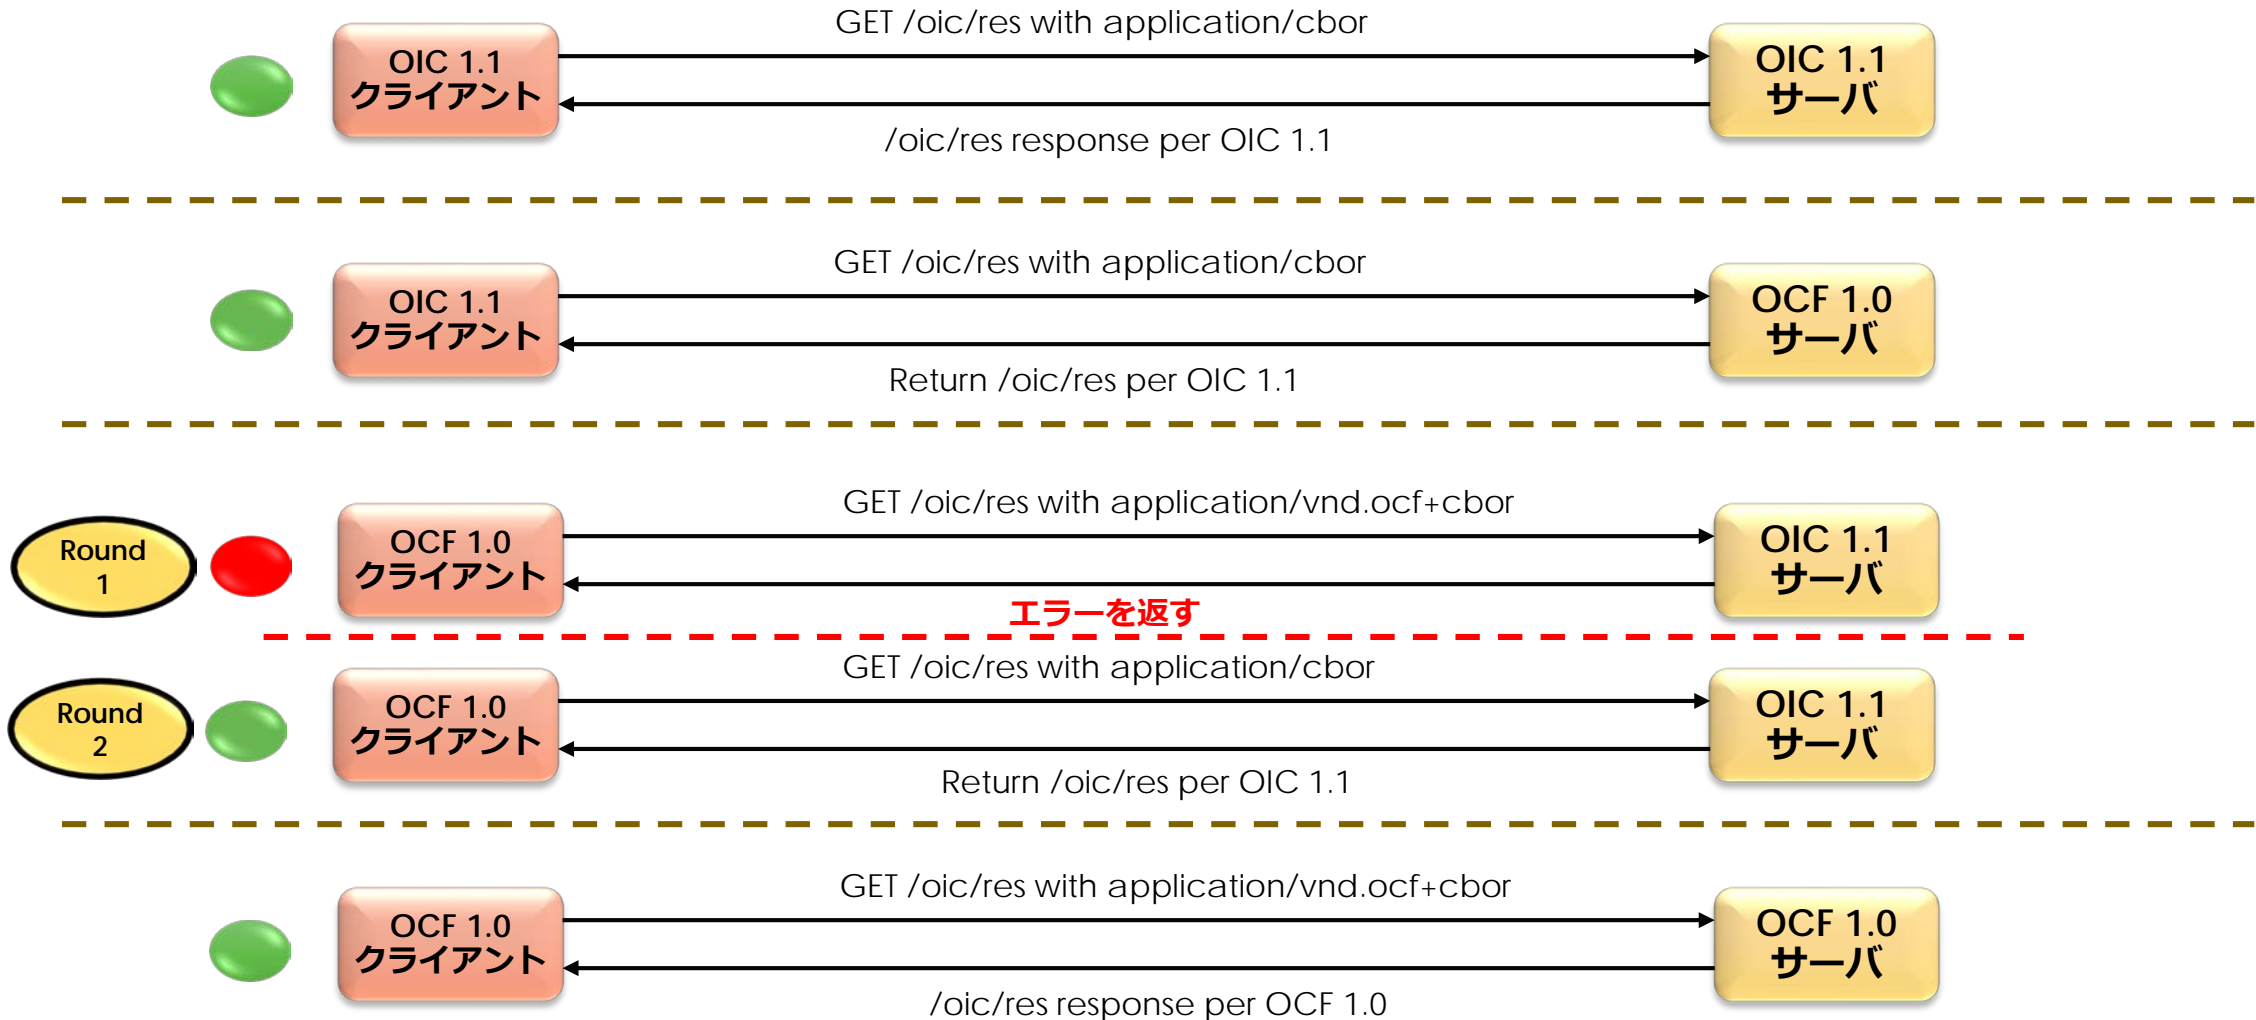 GET /oic/res with application/cbor
OIC 1.1
クライアント
OIC 1.1
サーバ
/oic/res response per OIC 1.1
GET /oic/res with application/cbor
OIC 1.1
クライアント
OCF 1.0
サーバ
Return /oic/res per OIC 1.1
GET /oic/res with application/vnd.ocf+cbor
Round
1
OCF 1.0
クライアント
OIC 1.1
サーバ
エラーを返す
GET /oic/res with application/cbor
Round
2
OCF 1.0
クライアント
OIC 1.1
サーバ
Return /oic/res per OIC 1.1
GET /oic/res with application/vnd.ocf+cbor
OCF 1.0
クライアント
OCF 1.0
サーバ
/oic/res response per OCF 1.0